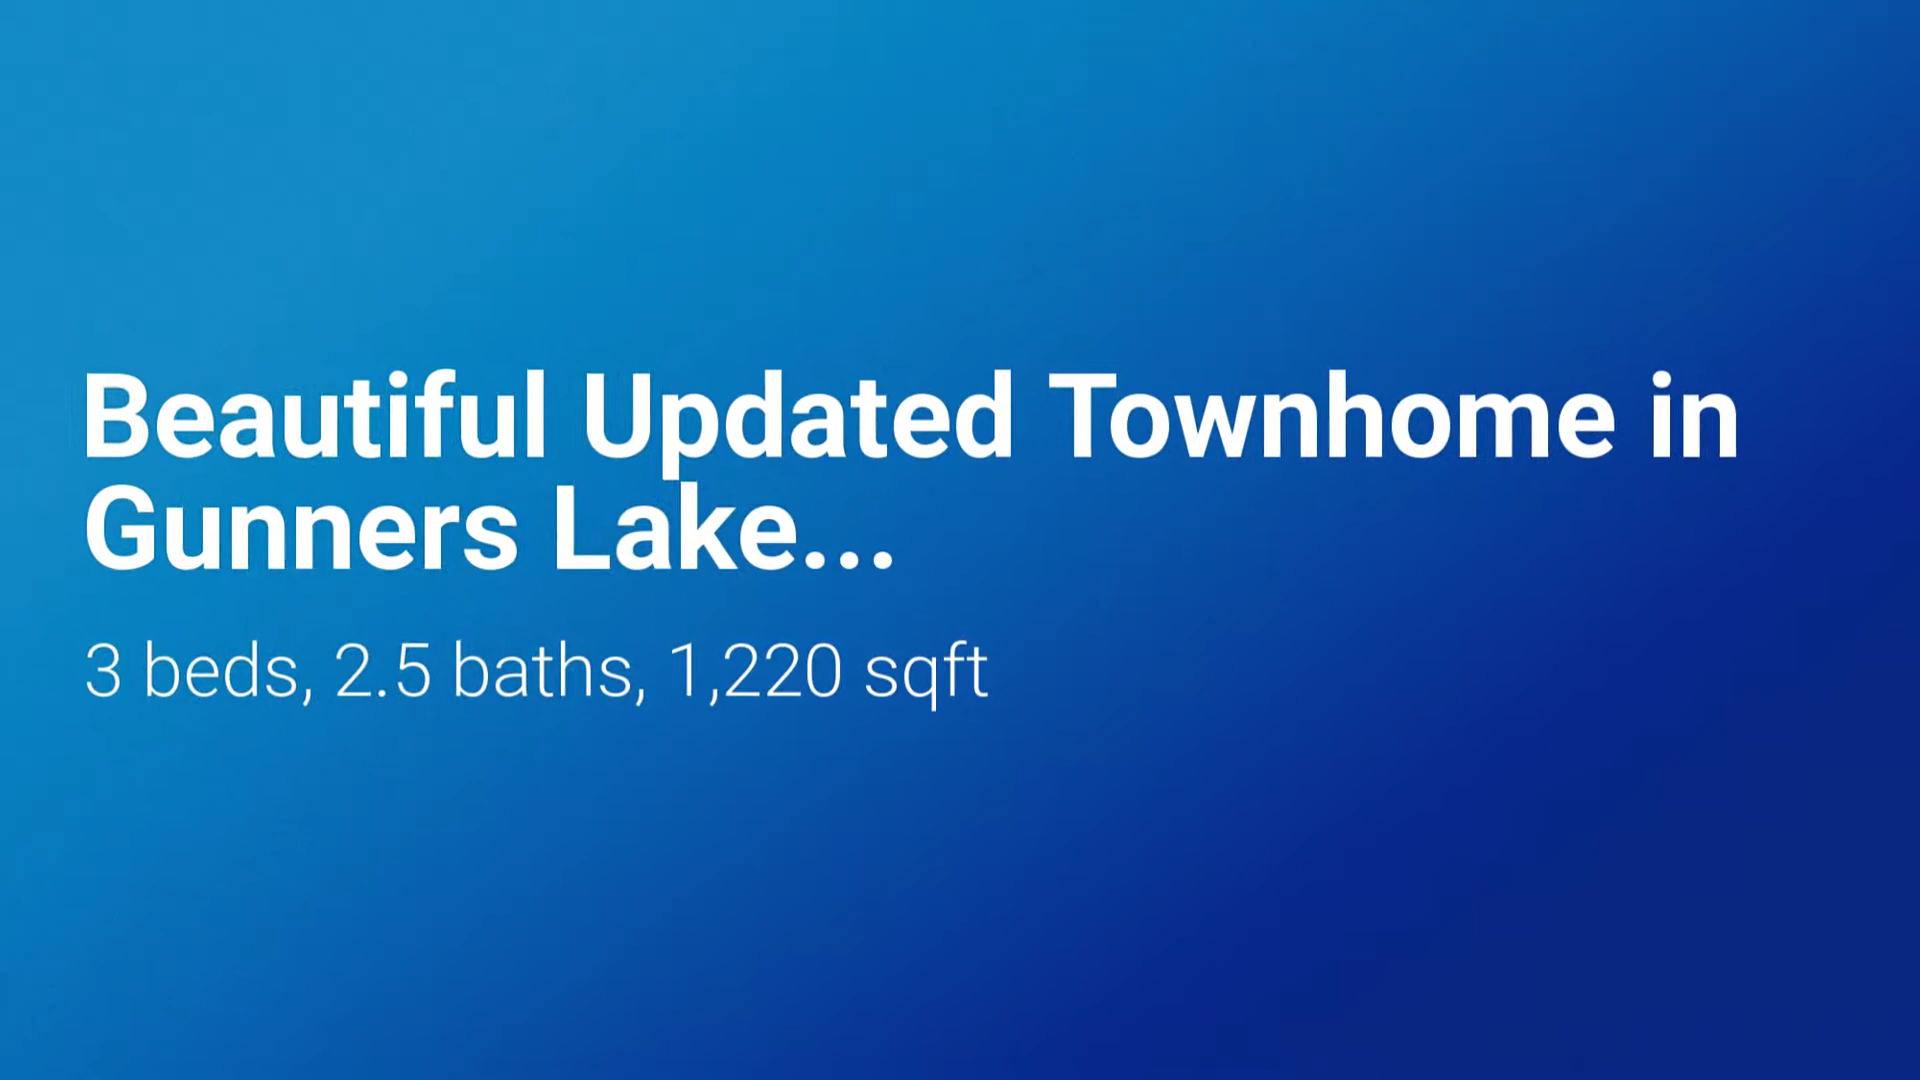 Beautiful Updated Townhome in
Gunners Lake...
3 beds, 2.5 baths, 1,220 sqft